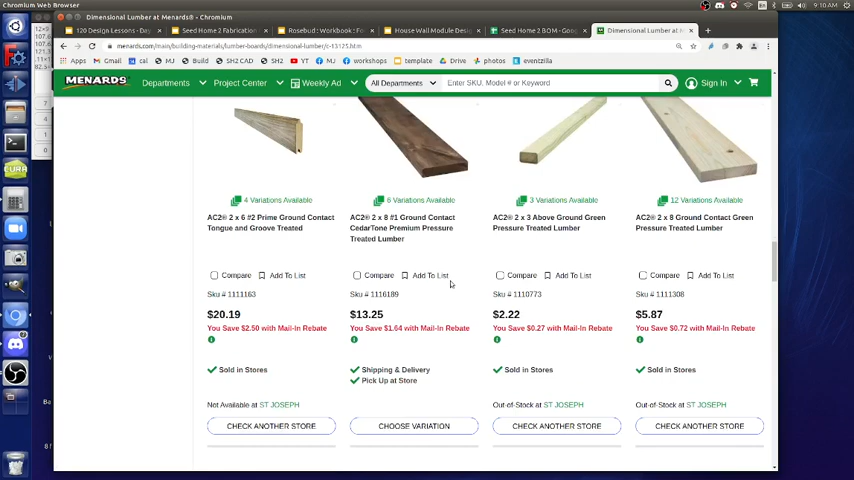 Chromium Web Browser
9:10 AM
Dimensional Lumber at Menards® - Chromium
120 Design Lessons - Day
Seed Home 2 Fabrication
Rosebud : Workbook : Fo
House Wall Module Desig
Seed Home 2 BOM - Goog
Dimensional Lumber at M
menards.com/main/building-materials/lumber-boards/dimensional-lumber/c-13125.htm
Apps Gmail cal MJ Build SH2 CAD SH2 YT MJ workshops template Drive photos eventzilla
MENARDS Departments Project Center Weekly Ad All Departments Enter SKU, Model # or Keyword Sign In
4 Variations Available
AC2® 2 x 6 #2 Prime Ground Contact
Tongue and Groove Treated
Compare Add To List
Sku # 1111163
$20.19
You Save $2.50 with Mail-In Rebate
Sold in Stores
Not Available at ST JOSEPH
CHECK ANOTHER STORE
6 Variations Available
AC2® 2 x 8 #1 Ground Contact
CedarTone Premium Pressure
Treated Lumber
Compare Add To List
Sku # 1116189
$13.25
You Save $1.64 with Mail-In Rebate
Shipping & Delivery
Pick Up at Store
CHOOSE VARIATION
3 Variations Available
AC2® 2 x 3 Above Ground Green
Pressure Treated Lumber
Compare Add To List
Sku # 1110773
$2.22
You Save $0.27 with Mail-In Rebate
Sold in Stores
Out-of-Stock at ST JOSEPH
CHECK ANOTHER STORE
12 Variations Available
AC2® 2 x 8 Ground Contact Green
Pressure Treated Lumber
Compare Add To List
Sku # 1111308
$5.87
You Save $0.72 with Mail-In Rebate
Sold in Stores
Out-of-Stock at ST JOSEPH
CHECK ANOTHER STORE